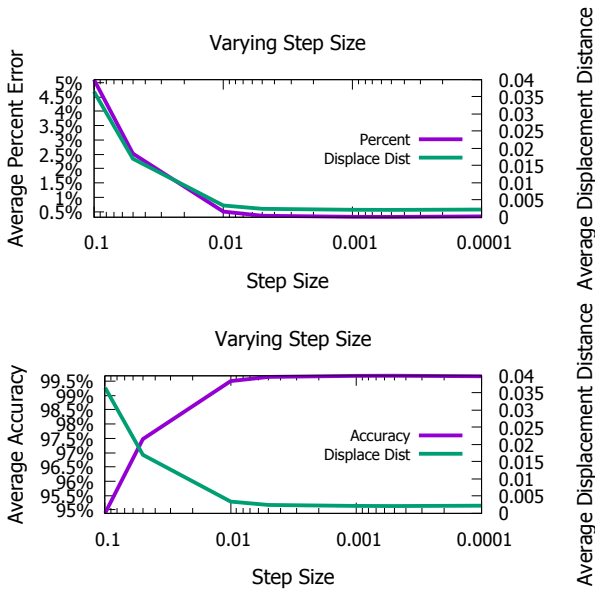 Varying Step Size
Average Percent Error
5%
4.5%
4%
3.5%
3%
2.5%
2%
1.5%
1%
0.5%
Percent
Displace Dist
0.04
0.035
0.03
0.025
0.02
0.015
0.01
0.005
0
Average Displacement Distance
0.1 0.01 0.001 0.0001
Step Size
Varying Step Size
Average Accuracy
99.5%
99%
98.5%
98%
97.5%
97%
96.5%
96%
95.5%
95%
Accuracy
Displace Dist
0.04
0.035
0.03
0.025
0.02
0.015
0.01
0.005
0
Average Displacement Distance
0.1 0.01 0.001 0.0001
Step Size